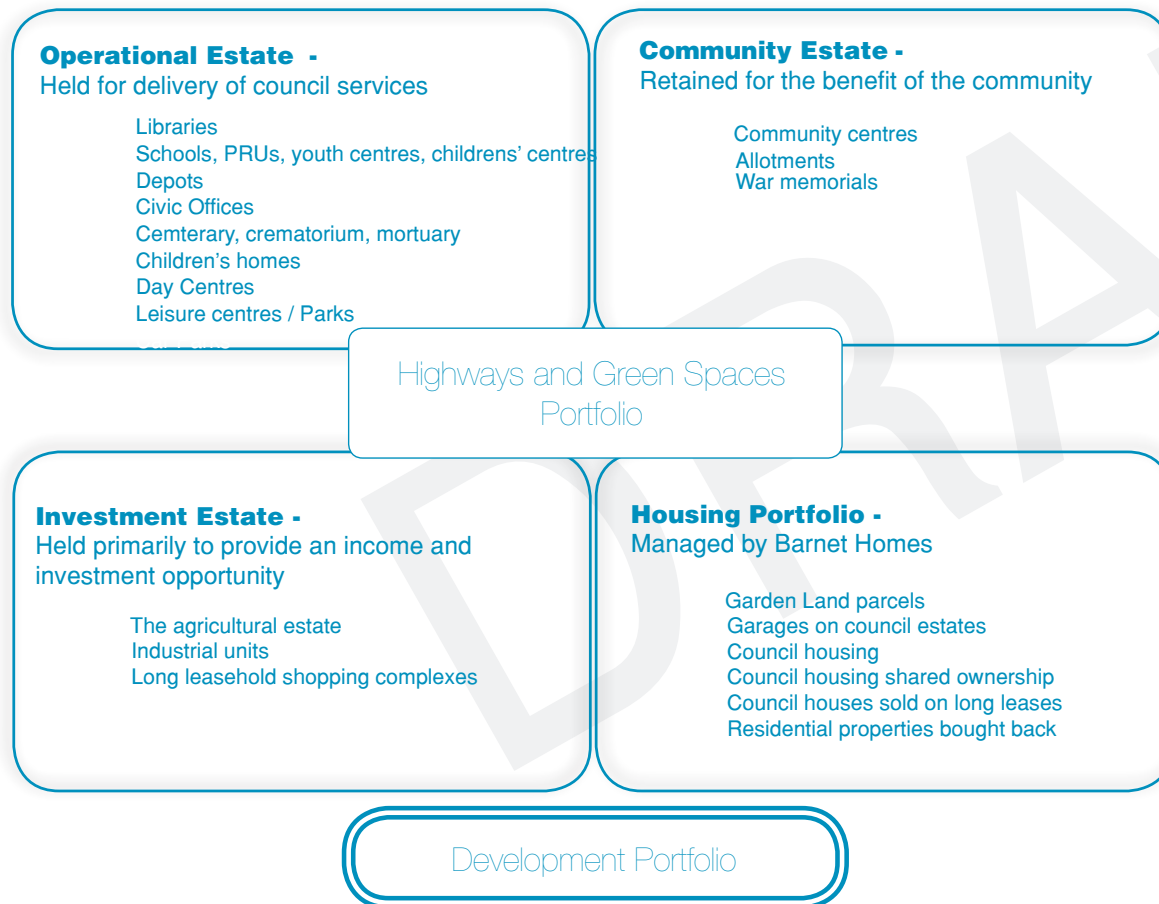 Operational Estate -
Held for delivery of council services
Libraries
Schools, PRUs, youth centres, childrens' centres
Depots
Civic Offices
Cemterary, crematorium, mortuary
Children's homes
Day Centres
Leisure centres / Parks
Community Estate -
Retained for the benefit of the community
Community centres
Allotments
War memorials
Highways and Green Spaces
Portfolio
Investment Estate -
Held primarily to provide an income and
investment opportunity
The agricultural estate
Industrial units
Long leasehold shopping complexes
Housing Portfolio -
Managed by Barnet Homes
Garden Land parcels
Garages on council estates
Council housing
Council housing shared ownership
Council houses sold on long leases
Residential properties bought back
Development Portfolio
DRA